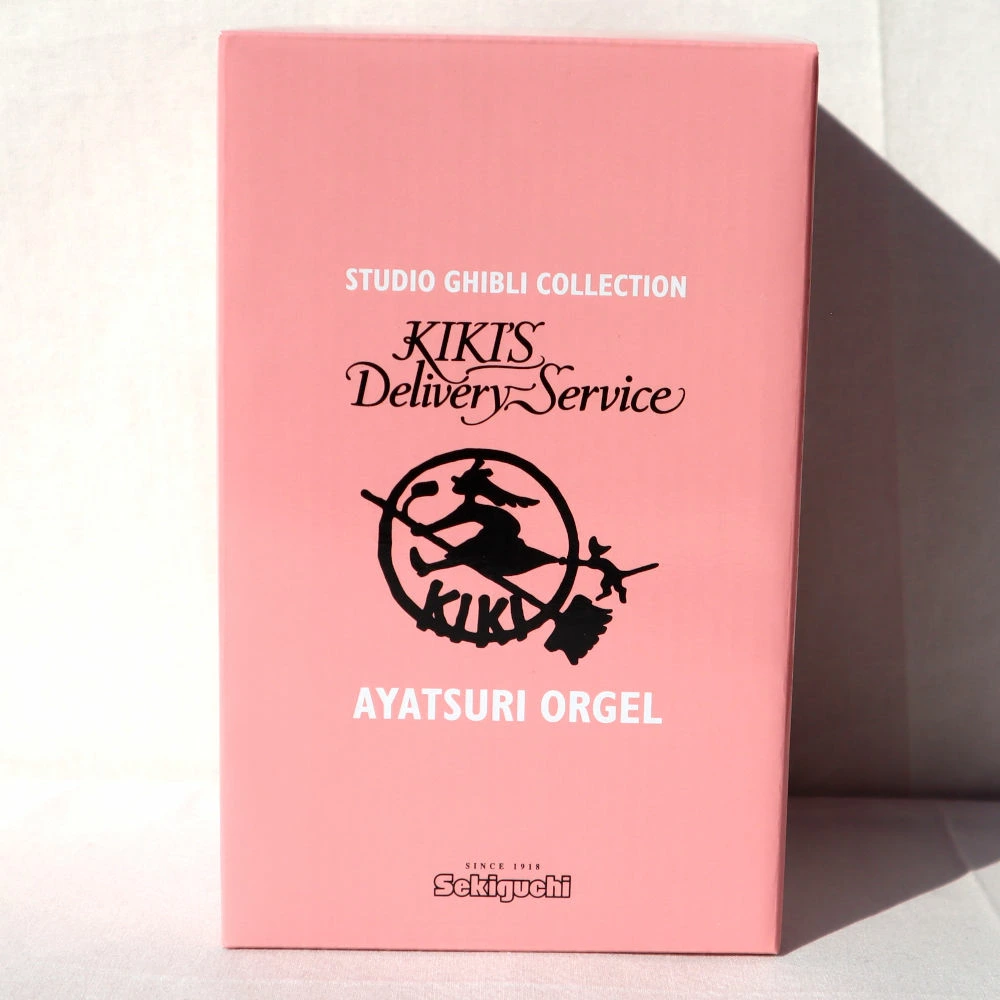 STUDIO GHIBLI COLLECTION
KIKI'S
Delivery Service
KIKI
AYATSURI ORGEL
SINCE 1918
Sekiguchi